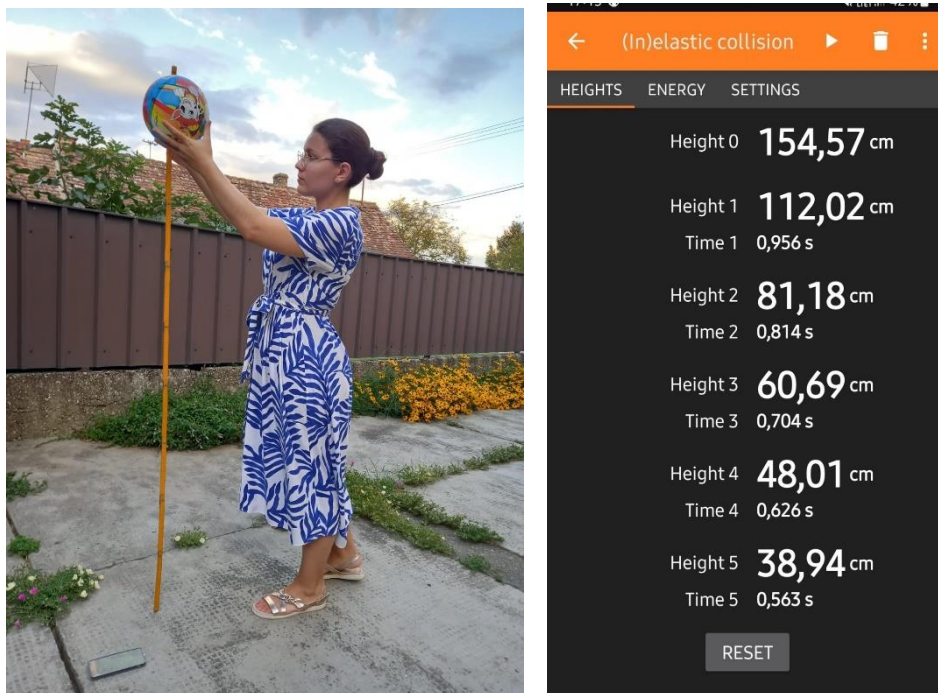 (In)elastic collision
HEIGHTS ENERGY SETTINGS
Height 0 154,57 cm
Height 1 112,02 cm
Time 1 0,956 s
Height 2 81,18 cm
Time 2 0,814 s
Height 3 60,69 cm
Time 3 0,704 s
Height 4 48,01 cm
Time 4 0,626 s
Height 5 38,94 cm
Time 5 0,563 s
RESET